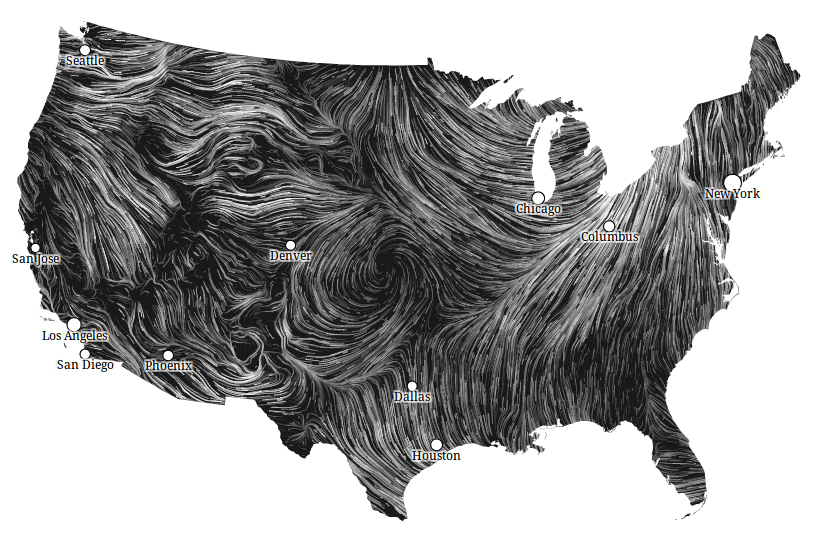 Seattle
New York
Chicago
Columbus
San Jose
Denver
Los Angeles
San Diego
Phoenix
Dallas
Houston